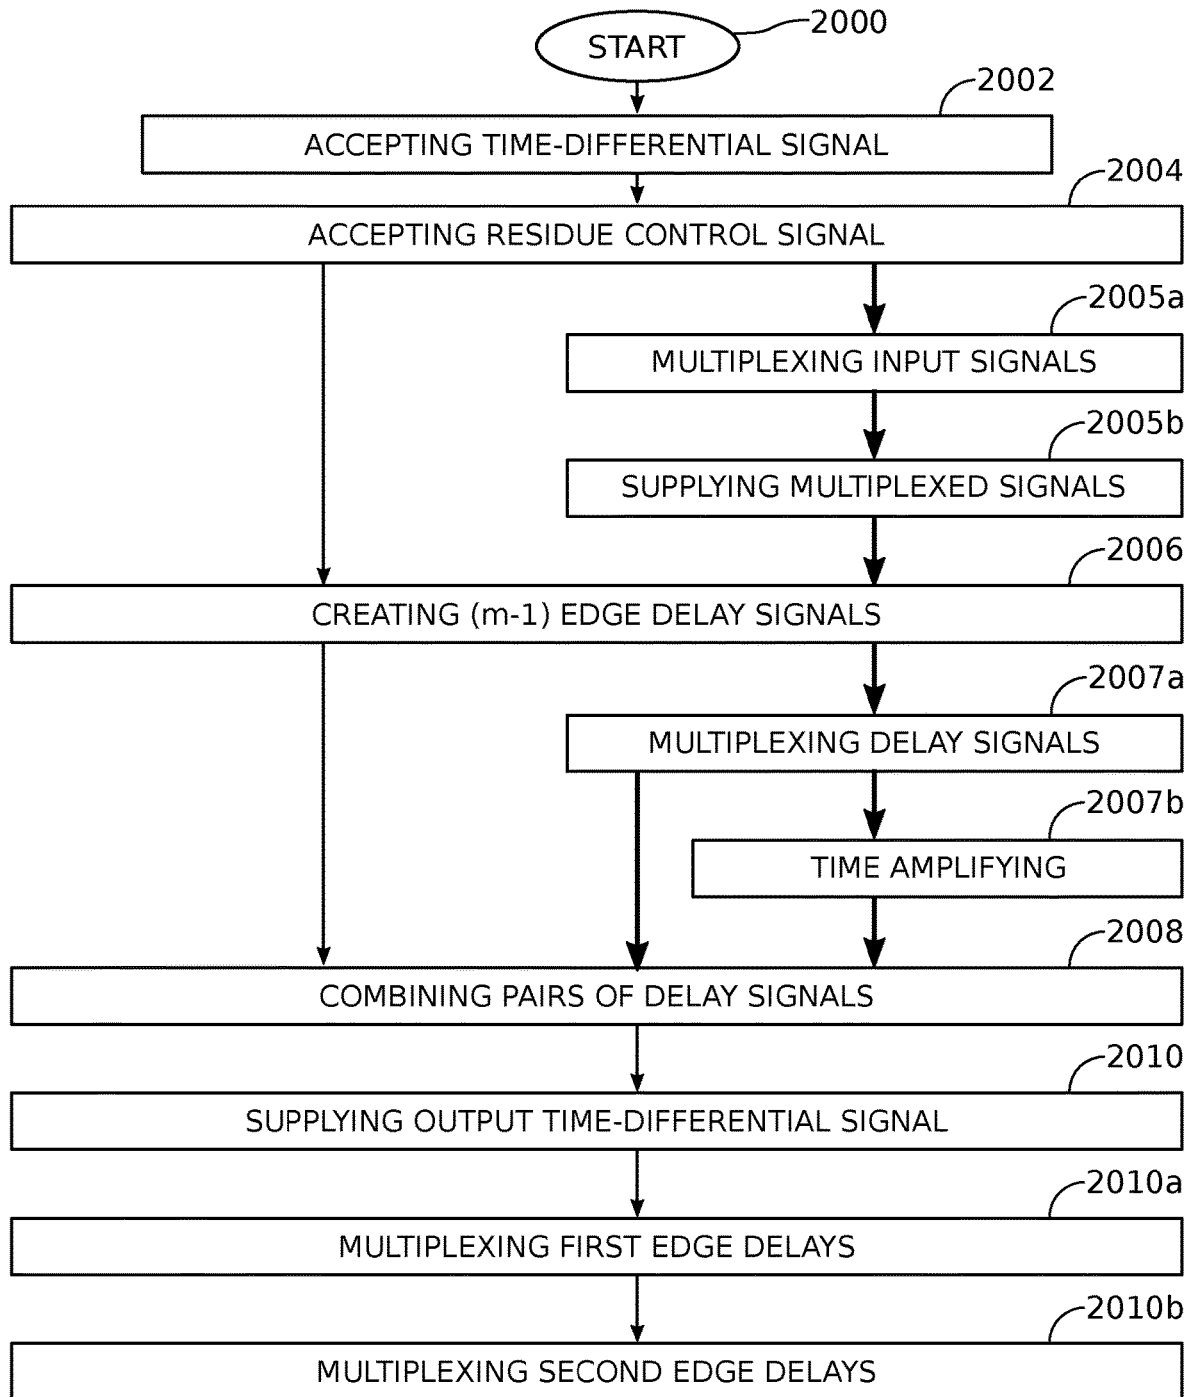 START
2000
2002
ACCEPTING TIME-DIFFERENTIAL SIGNAL
2004
ACCEPTING RESIDUE CONTROL SIGNAL
2005a
MULTIPLEXING INPUT SIGNALS
2005b
SUPPLYING MULTIPLEXED SIGNALS
2006
CREATING (m-1) EDGE DELAY SIGNALS
2007a
MULTIPLEXING DELAY SIGNALS
2007b
TIME AMPLIFYING
2008
COMBINING PAIRS OF DELAY SIGNALS
2010
SUPPLYING OUTPUT TIME-DIFFERENTIAL SIGNAL
2010a
MULTIPLEXING FIRST EDGE DELAYS
2010b
MULTIPLEXING SECOND EDGE DELAYS